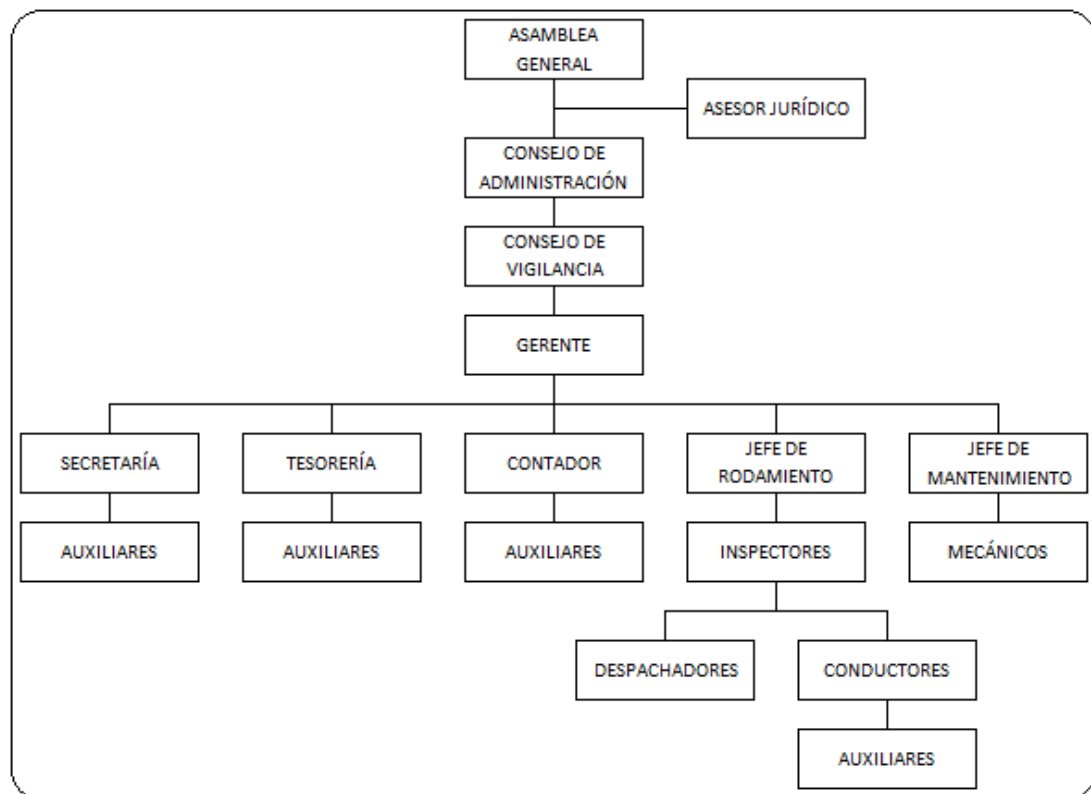 ASAMBLEA
GENERAL
ASESOR JURÍDICO
CONSEJO DE
ADMINISTRACIÓN
CONSEJO DE
VIGILANCIA
GERENTE
SECRETARÍA
TESORERÍA
CONTADOR
JEFE DE
RODAMIENTO
JEFE DE
MANTENIMIENTO
AUXILIARES
AUXILIARES
AUXILIARES
INSPECTORES
MECÁNICOS
DESPACHADORES
CONDUCTORES
AUXILIARES